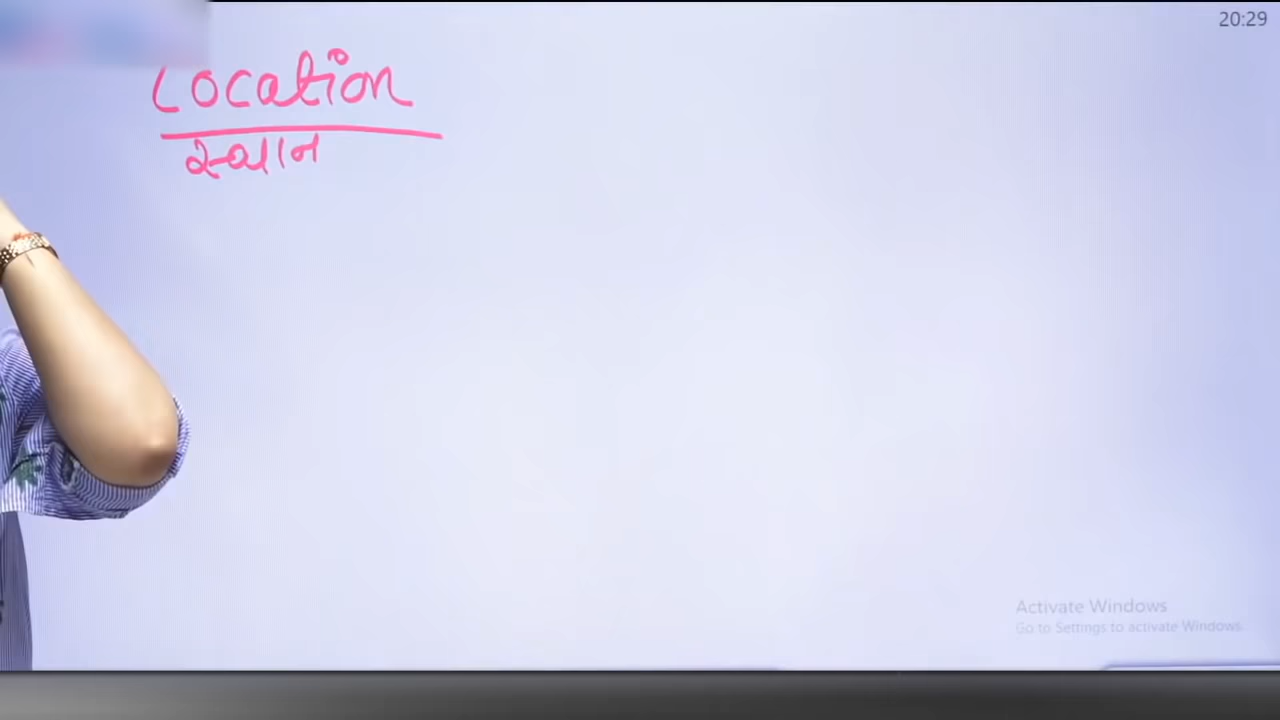 20:29
Location
સ્થાન
Activate Windows
Go to Settings to activate Windows.